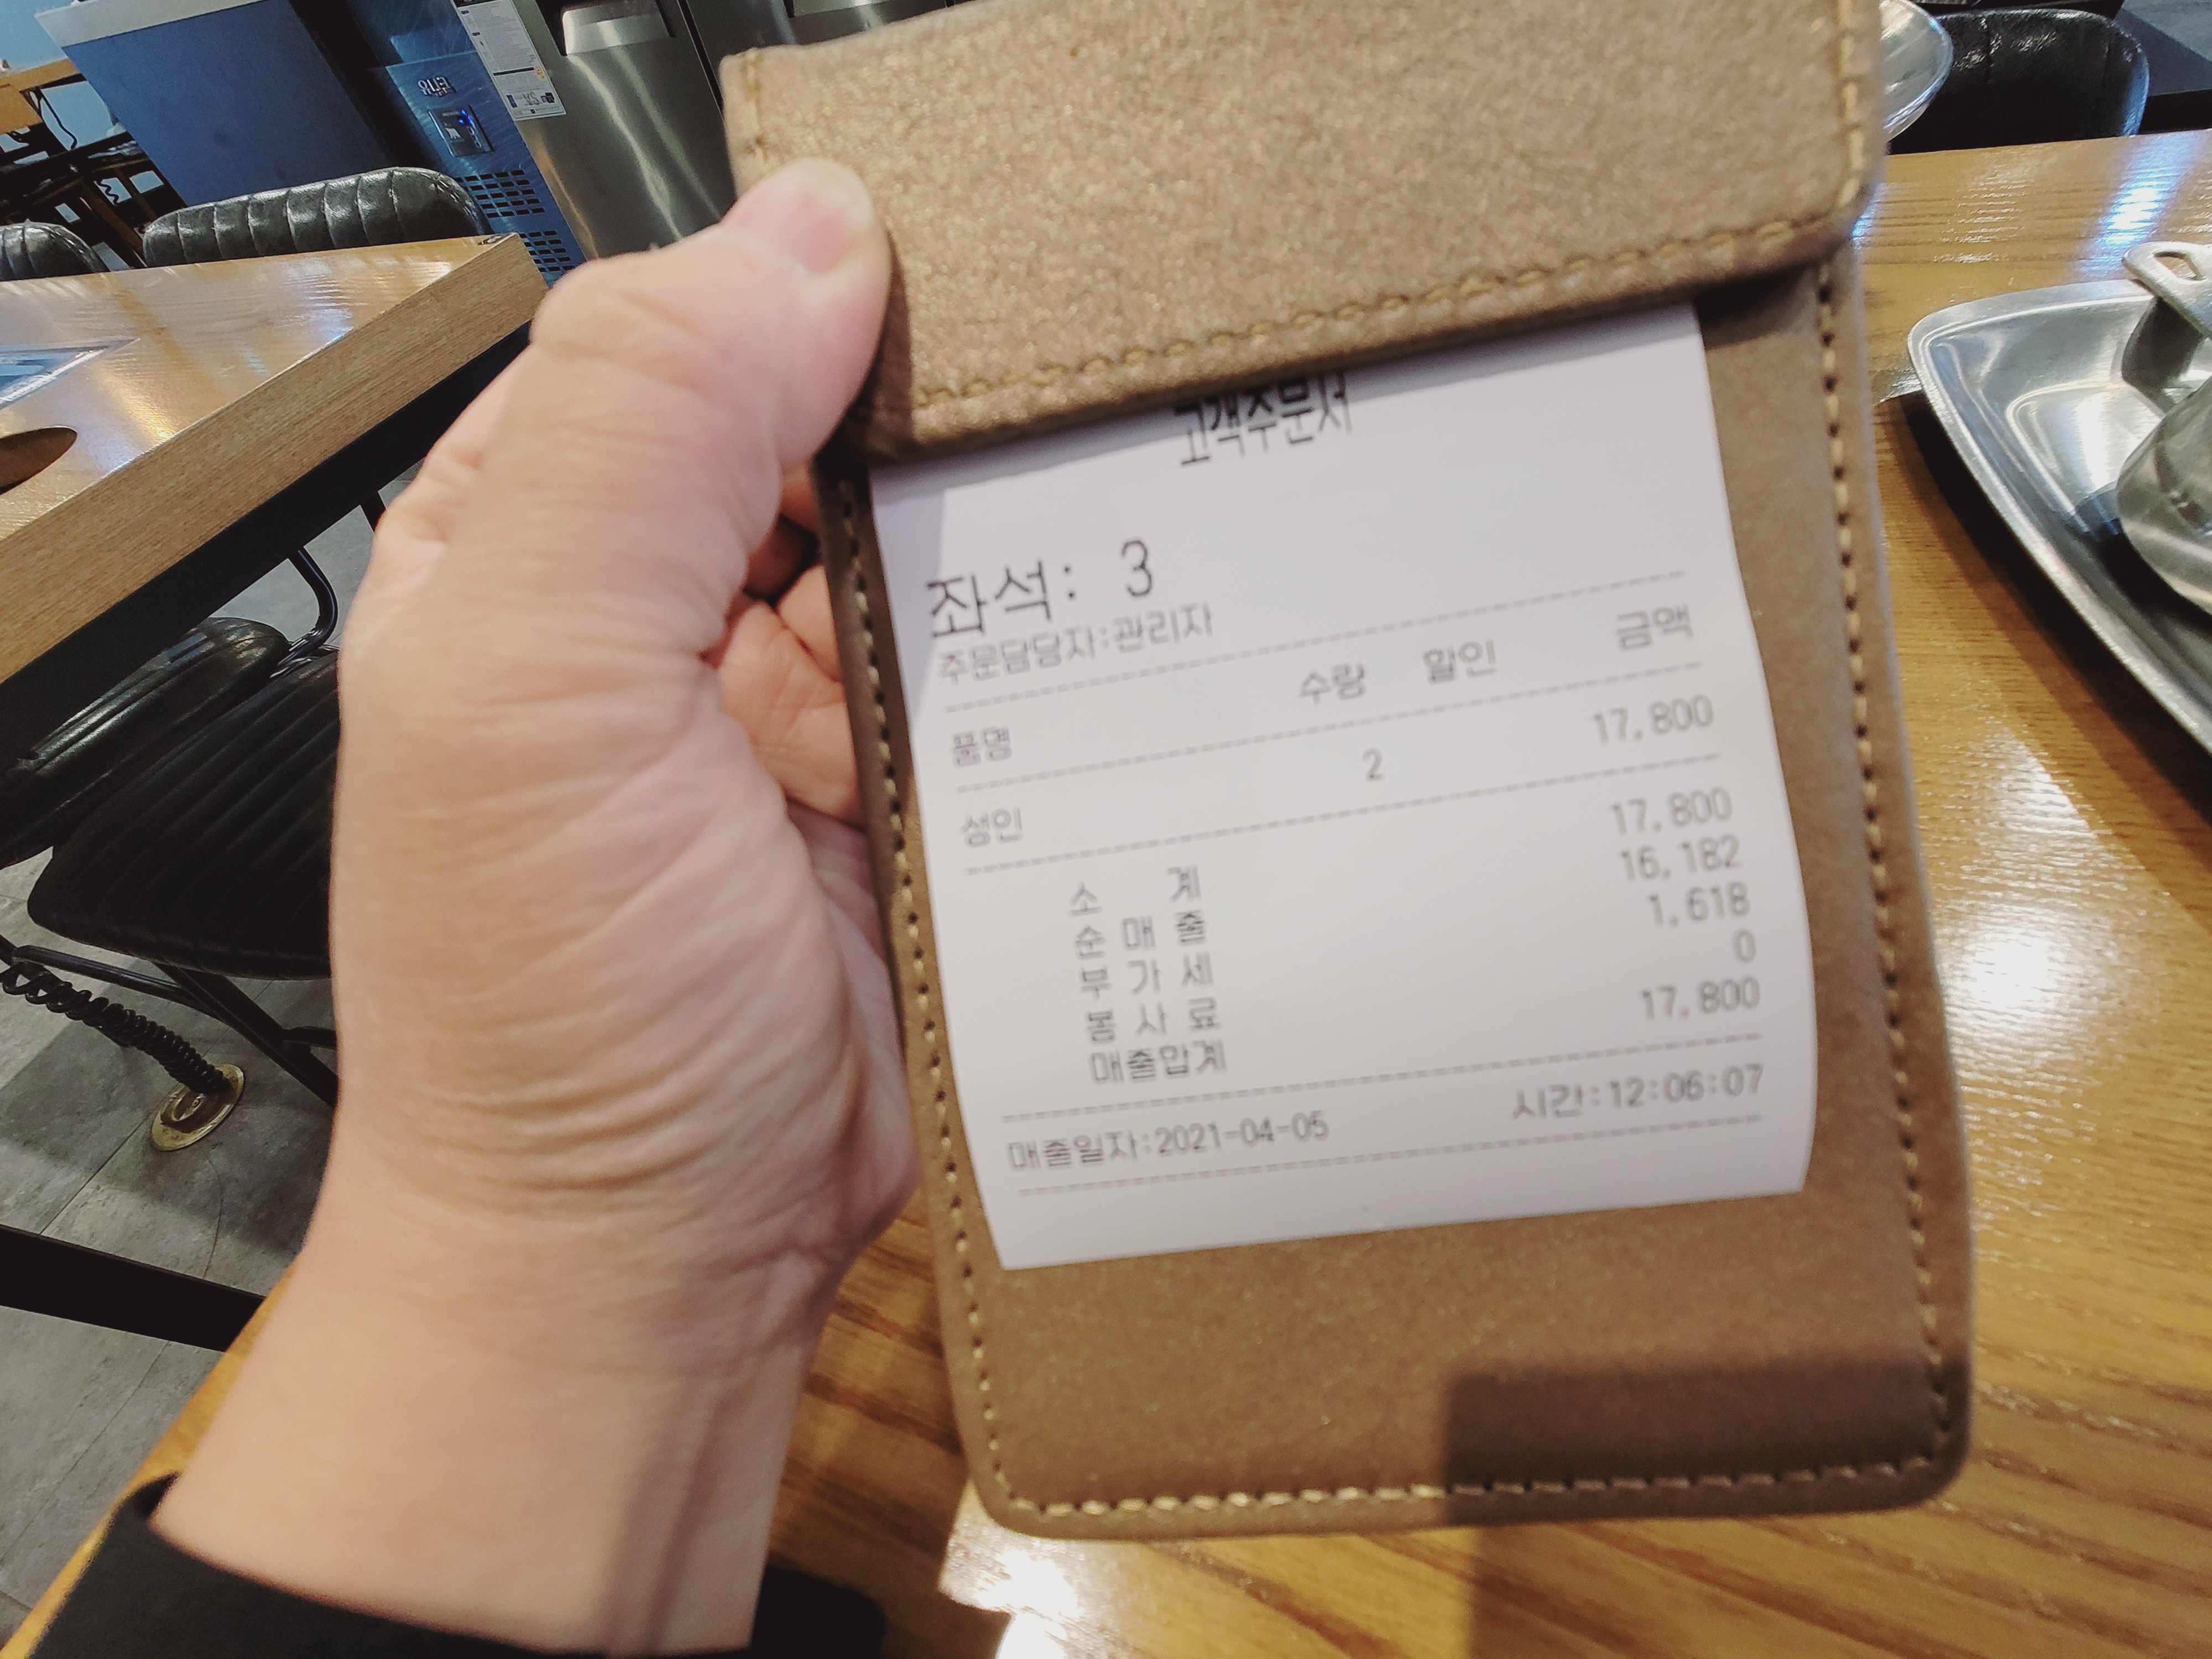 유니크
고객주문서
좌석: 3
주문담당자:관리자
품명 수량 할인 금액
성인 2 17,800
소 계 17,800
순 매 출 16,182
부 가 세 1,618
봉 사 료 0
매출합계 17,800
매출일자:2021-04-05 시간:12:06:07